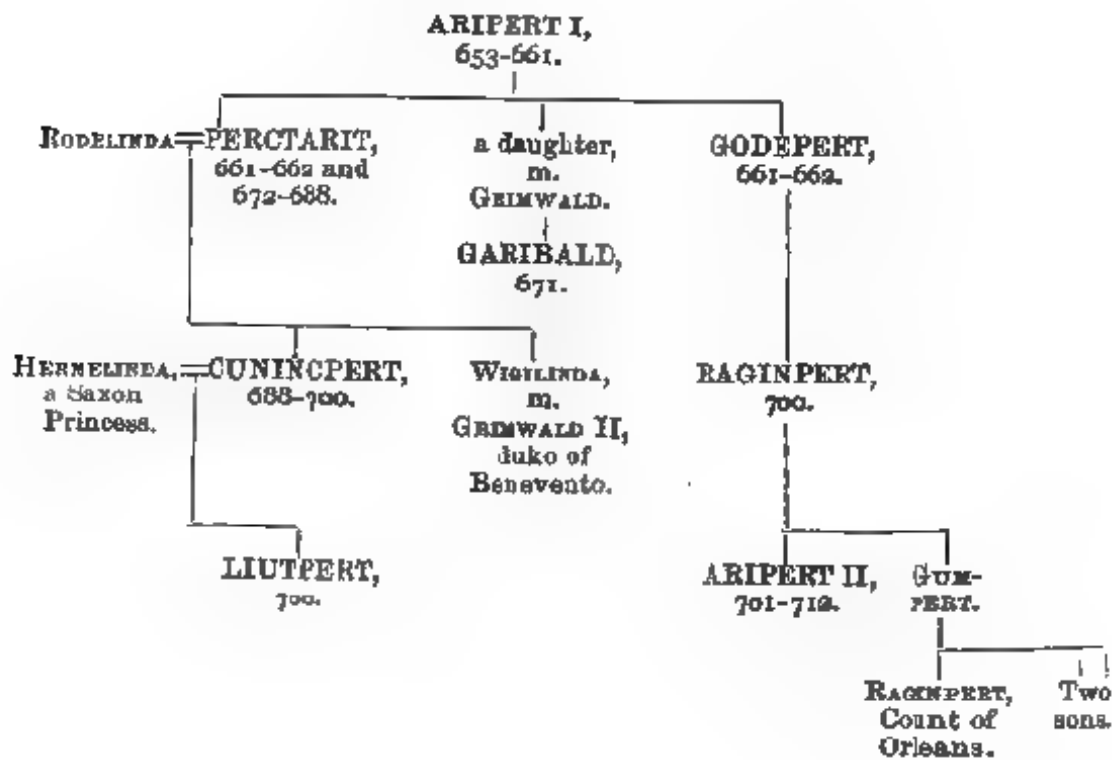 ARIPERT I,
653-661.
RODELINDA=PERCTARIT,
661-662 and
672-688.
a daughter,
m.
GRIMWALD.
GODEPERT,
661-662.
GARIBALD,
671.
HERMELINDA,=CUNINCPERT,
a Saxon
Princess.
688-700.
WIGILINDA,
m.
GRIMWALD II,
duke of
Benevento.
RAGINPERT,
700.
LIUTPERT,
700.
ARIPERT II,
701-712.
GUM-
PERT.
RAGINPERT,
Count of
Orleans.
Two
sons.